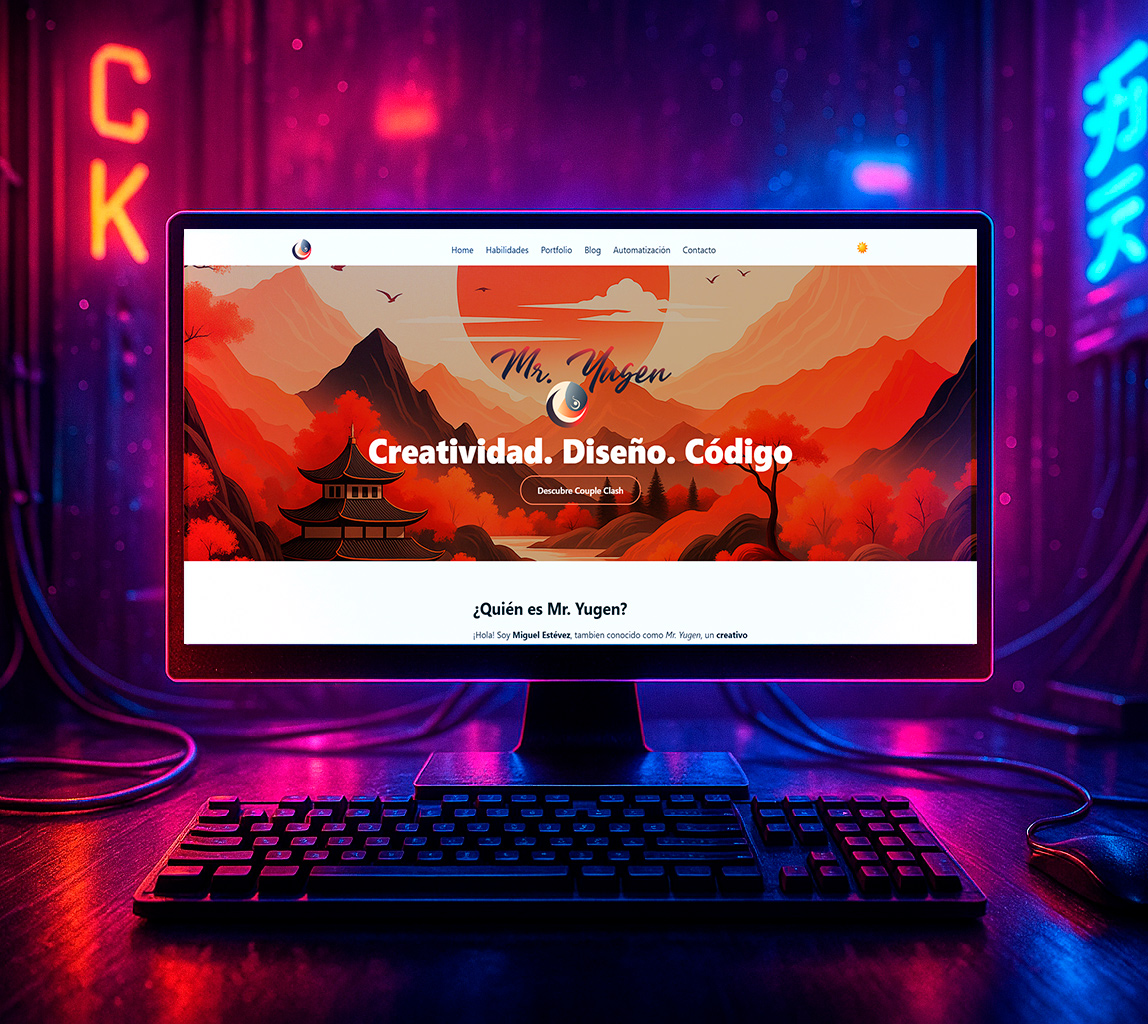 C
K
Home Habilidades Portfolio Blog Automatización Contacto
Mr. Yugen
Creatividad. Diseño. Código
Descubre Couple Clash
¿Quién es Mr. Yugen?
¡Hola! Soy Miguel Estévez, tambien conocido como Mr. Yugen, un creativo